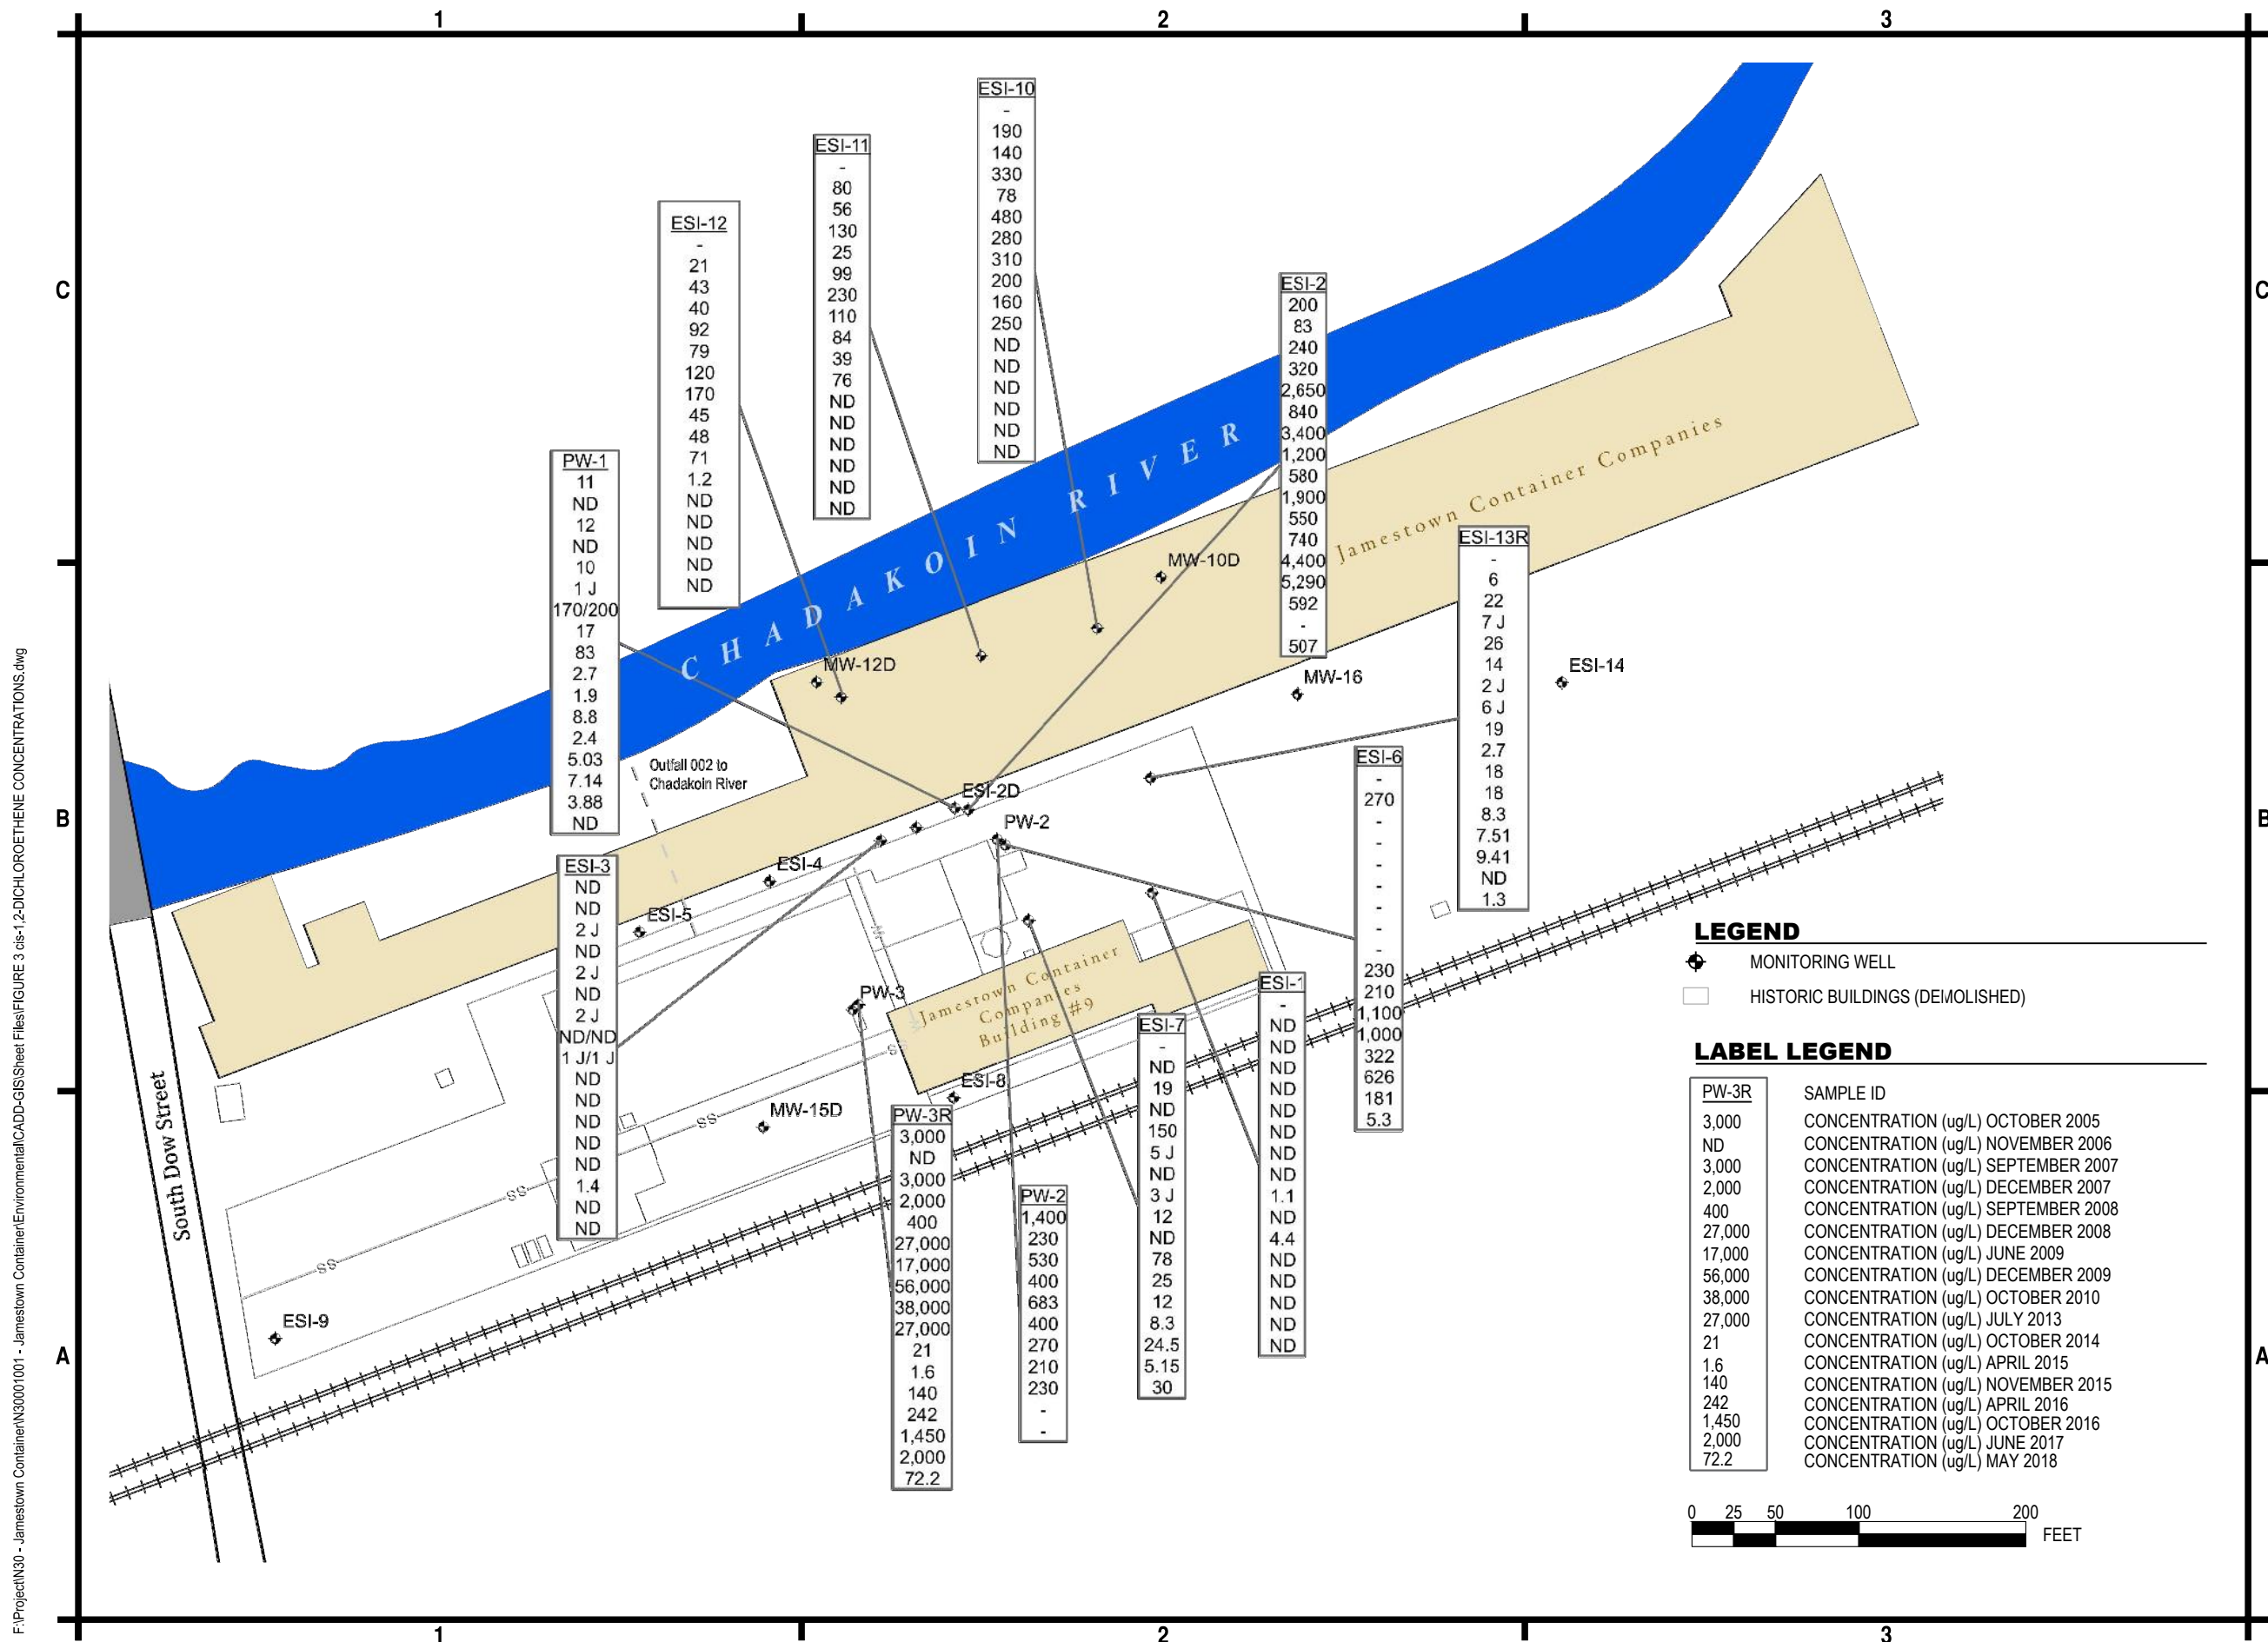 1
2
3
C
C
B
B
A
A
ESI-10
-
190
140
330
78
480
280
310
200
160
250
ND
ND
ND
ND
ND
ND
ESI-11
-
80
56
130
25
99
230
110
84
39
76
ND
ND
ND
ND
ND
ND
ESI-12
-
21
43
40
92
79
120
170
45
48
71
1.2
ND
ND
ND
ND
ND
ESI-2
200
83
240
320
2,650
840
3,400
1,200
580
1,900
550
740
4,400
5,290
592
-
507
PW-1
11
ND
12
ND
10
1 J
170/200
17
83
2.7
1.9
8.8
2.4
5.03
7.14
3.88
ND
ESI-13R
-
6
22
7 J
26
14
2 J
6 J
19
2.7
18
18
8.3
7.51
9.41
ND
1.3
CHADAKOIN RIVER
Jamestown Container Companies
MW-10D
MW-12D
MW-16
ESI-14
Outfall 002 to
Chadakoin River
ESI-2D
PW-2
ESI-4
ESI-5
PW-3
ESI-8
MW-15D
ESI-9
Jamestown Container
Companies
Building #9
South Dow Street
SS
SS
SS
SS
ESI-6
-
270
-
-
-
-
-
-
-
230
210
1,100
1,000
322
626
181
5.3
ESI-3
ND
ND
2 J
ND
2 J
ND
2 J
ND/ND
1 J/1 J
ND
ND
ND
ND
ND
1.4
ND
ND
ESI-1
-
ND
ND
ND
ND
ND
ND
ND
ND
1.1
ND
4.4
ND
ND
ND
ND
ND
ESI-7
-
ND
19
ND
150
5 J
ND
3 J
12
ND
78
25
12
8.3
24.5
5.15
30
PW-3R
3,000
ND
3,000
2,000
400
27,000
17,000
56,000
38,000
27,000
21
1.6
140
242
1,450
2,000
72.2
PW-2
1,400
230
530
400
683
400
270
210
230
-
-
LEGEND
MONITORING WELL
HISTORIC BUILDINGS (DEMOLISHED)
LABEL LEGEND
PW-3R SAMPLE ID
3,000 CONCENTRATION (ug/L) OCTOBER 2005
ND CONCENTRATION (ug/L) NOVEMBER 2006
3,000 CONCENTRATION (ug/L) SEPTEMBER 2007
2,000 CONCENTRATION (ug/L) DECEMBER 2007
400 CONCENTRATION (ug/L) SEPTEMBER 2008
27,000 CONCENTRATION (ug/L) DECEMBER 2008
17,000 CONCENTRATION (ug/L) JUNE 2009
56,000 CONCENTRATION (ug/L) DECEMBER 2009
38,000 CONCENTRATION (ug/L) OCTOBER 2010
27,000 CONCENTRATION (ug/L) JULY 2013
21 CONCENTRATION (ug/L) OCTOBER 2014
1.6 CONCENTRATION (ug/L) APRIL 2015
140 CONCENTRATION (ug/L) NOVEMBER 2015
242 CONCENTRATION (ug/L) APRIL 2016
1,450 CONCENTRATION (ug/L) OCTOBER 2016
2,000 CONCENTRATION (ug/L) JUNE 2017
72.2 CONCENTRATION (ug/L) MAY 2018
0 25 50 100 200
FEET
F:\Project\N30 - Jamestown Container\N30001001 - Jamestown Container\Environmental\CADD-GIS\Sheet Files\FIGURE 3 cis-1,2-DICHLOROETHENE CONCENTRATIONS.dwg
1
2
3